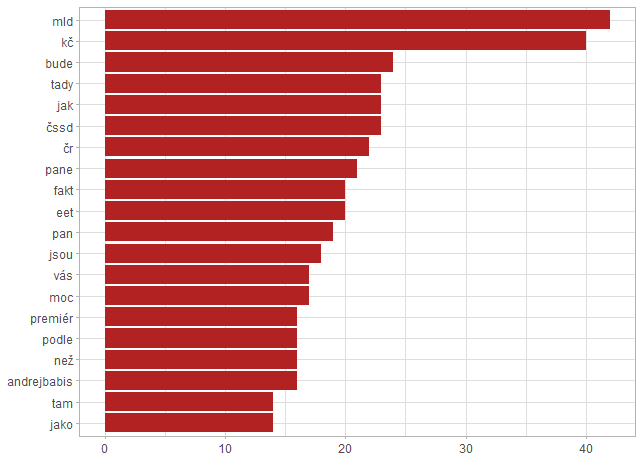 mld
kč
bude
tady
jak
čssd
čr
pane
fakt
eet
pan
jsou
vás
moc
premiér
podle
než
andrejbabis
tam
jako
0 10 20 30 40